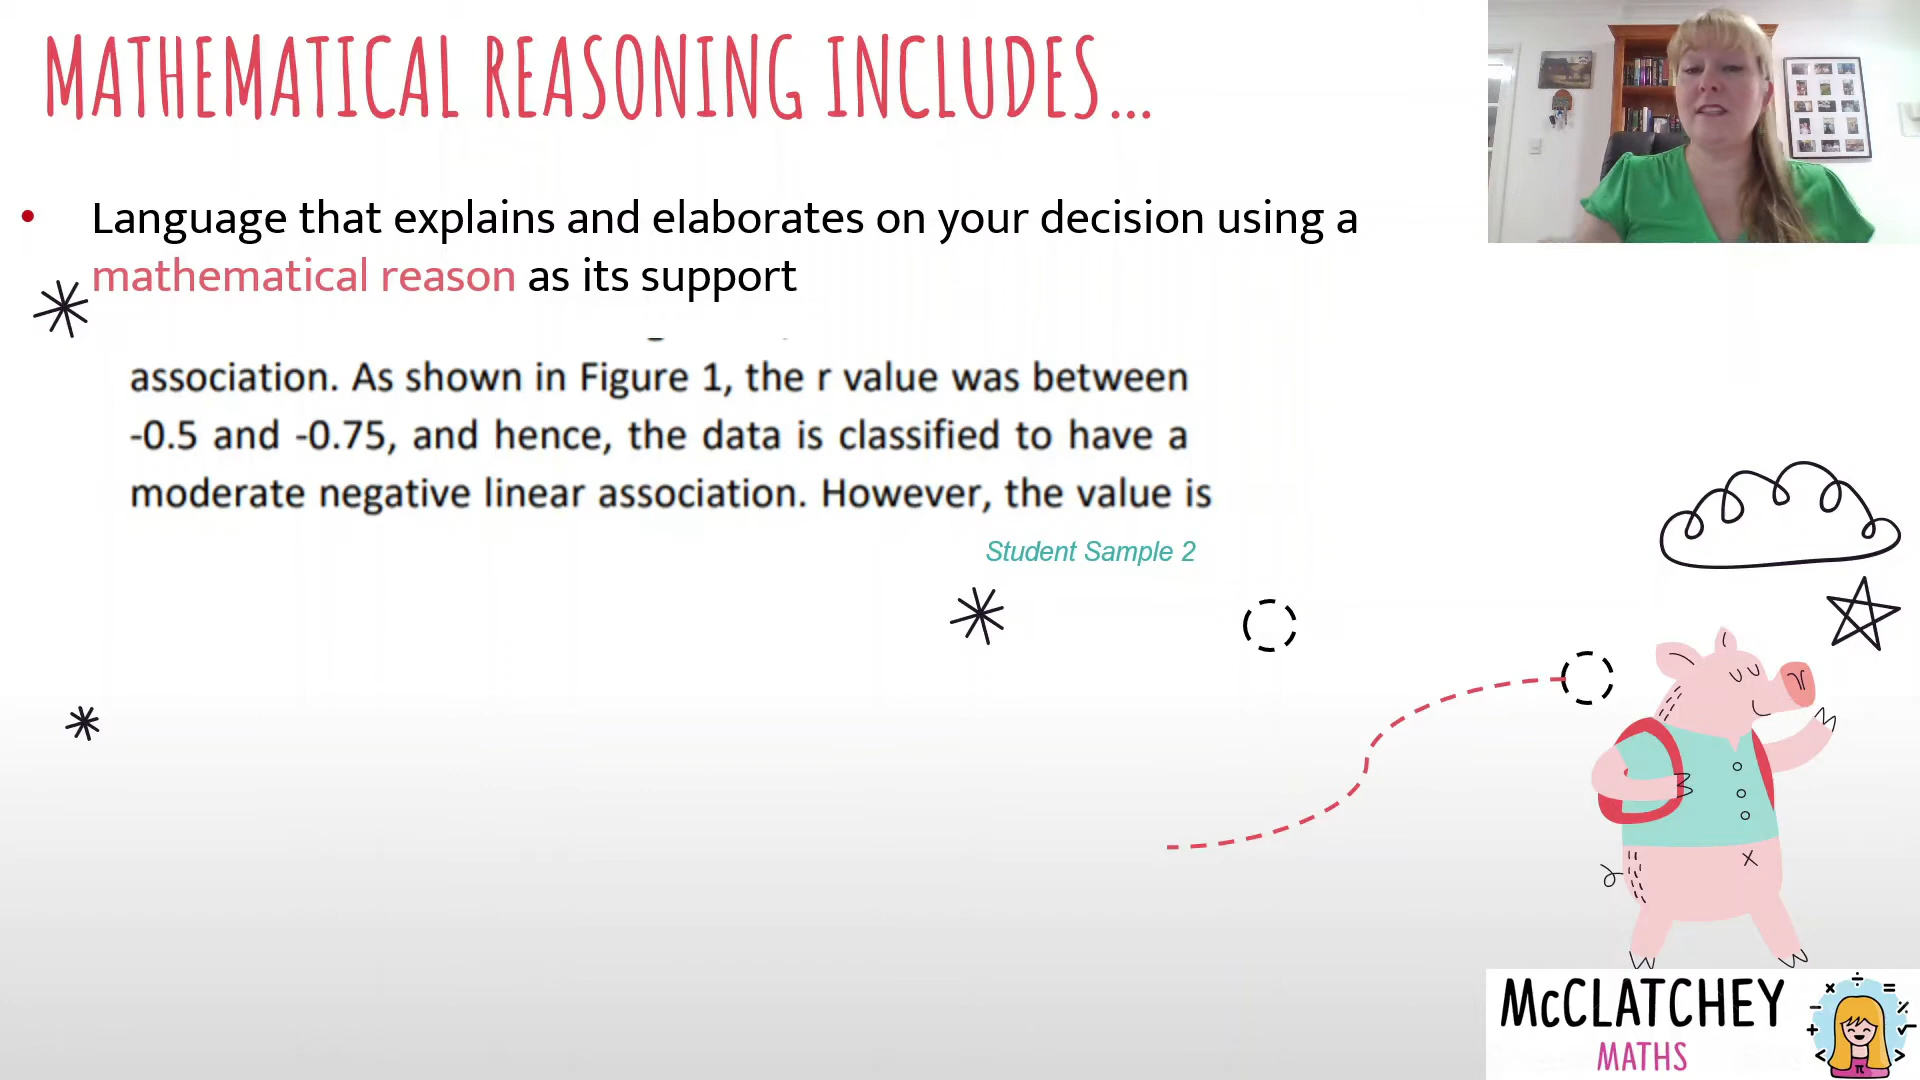 MATHEMATICAL REASONING INCLUDES...
• Language that explains and elaborates on your decision using a
mathematical reason as its support
association. As shown in Figure 1, the r value was between
-0.5 and -0.75, and hence, the data is classified to have a
moderate negative linear association. However, the value is
Student Sample 2
McCLATCHEY
MATHS